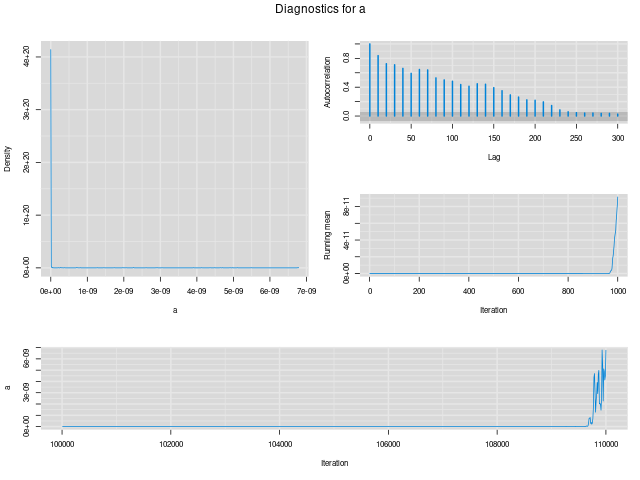 Diagnostics for a
Density
0e+00 1e+20 2e+20 3e+20 4e+20
0e+00 1e-09 2e-09 3e-09 4e-09 5e-09 6e-09 7e-09
a
Autocorrelation
0.0 0.4 0.8
0 50 100 150 200 250 300
Lag
Running mean
0e+00 4e-11 8e-11
0 200 400 600 800 1000
Iteration
a
0e+00 3e-09 6e-09
100000 102000 104000 106000 108000 110000
Iteration